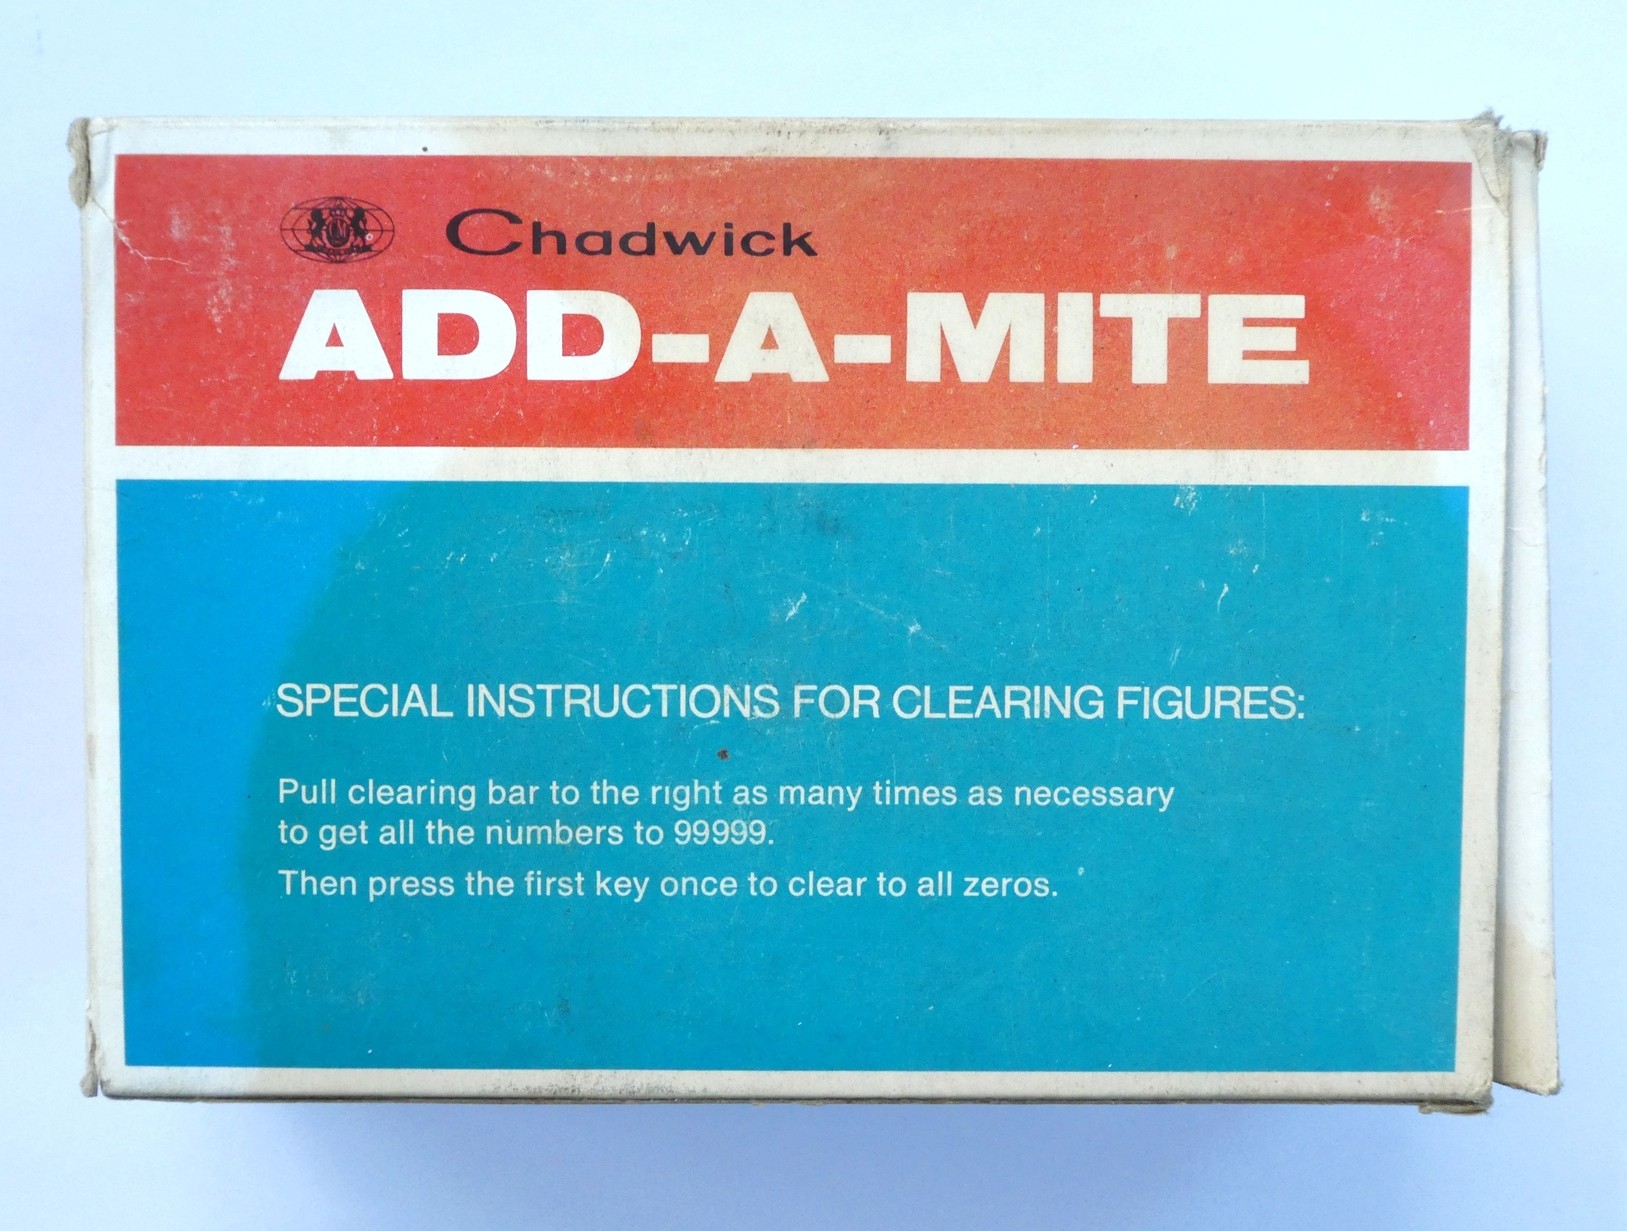 Chadwick
ADD-A-MITE
SPECIAL INSTRUCTIONS FOR CLEARING FIGURES:
Pull clearing bar to the right as many times as necessary
to get all the numbers to 99999.
Then press the first key once to clear to all zeros.